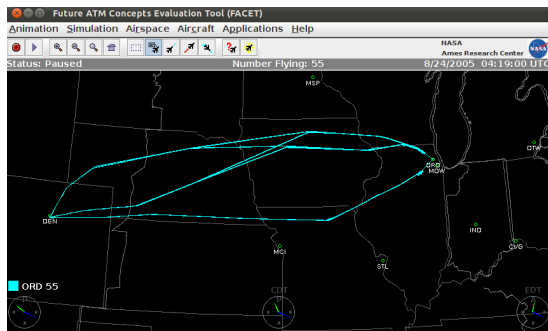 Future ATM Concepts Evaluation Tool (FACET)
Animation Simulation Airspace Aircraft Applications Help
NASA
Ames Research Center
NASA
Status: Paused Number Flying: 55 8/24/2005 04:19:00 UTC
MSP
DTW
ORD
MDW
DEN
IND
CVG
MCI
STL
ORD 55
CDT
EDT